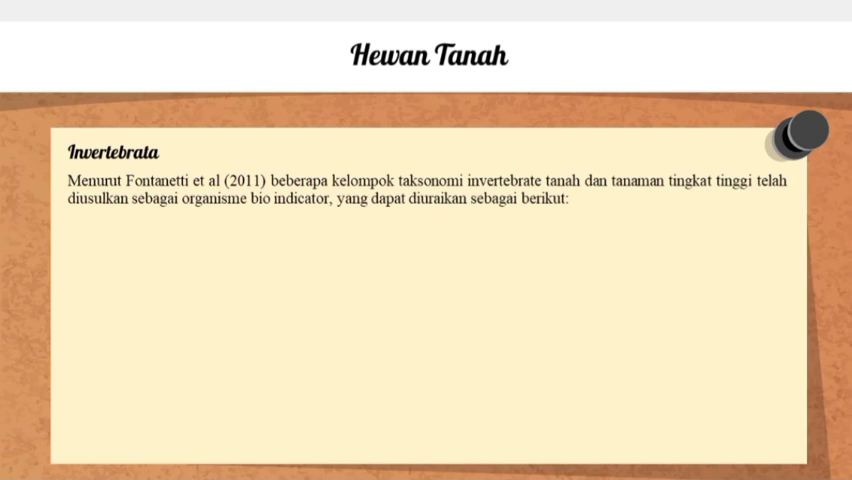 Hewan Tanah
Invertebrata
Menurut Fontanetti et al (2011) beberapa kelompok taksonomi invertebrate tanah dan tanaman tingkat tinggi telah
diusulkan sebagai organisme bio indicator, yang dapat diuraikan sebagai berikut: